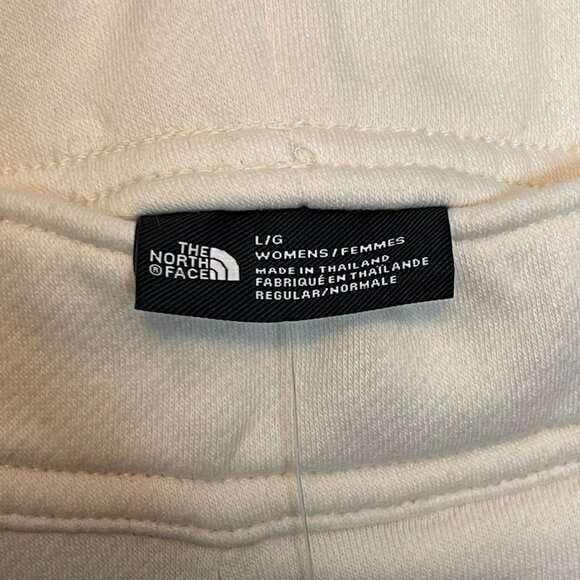 THE
NORTH
®FACE
L/G
WOMENS/FEMMES
MADE IN THAILAND
FABRIQUÉ EN THAÏLANDE
REGULAR/NORMALE